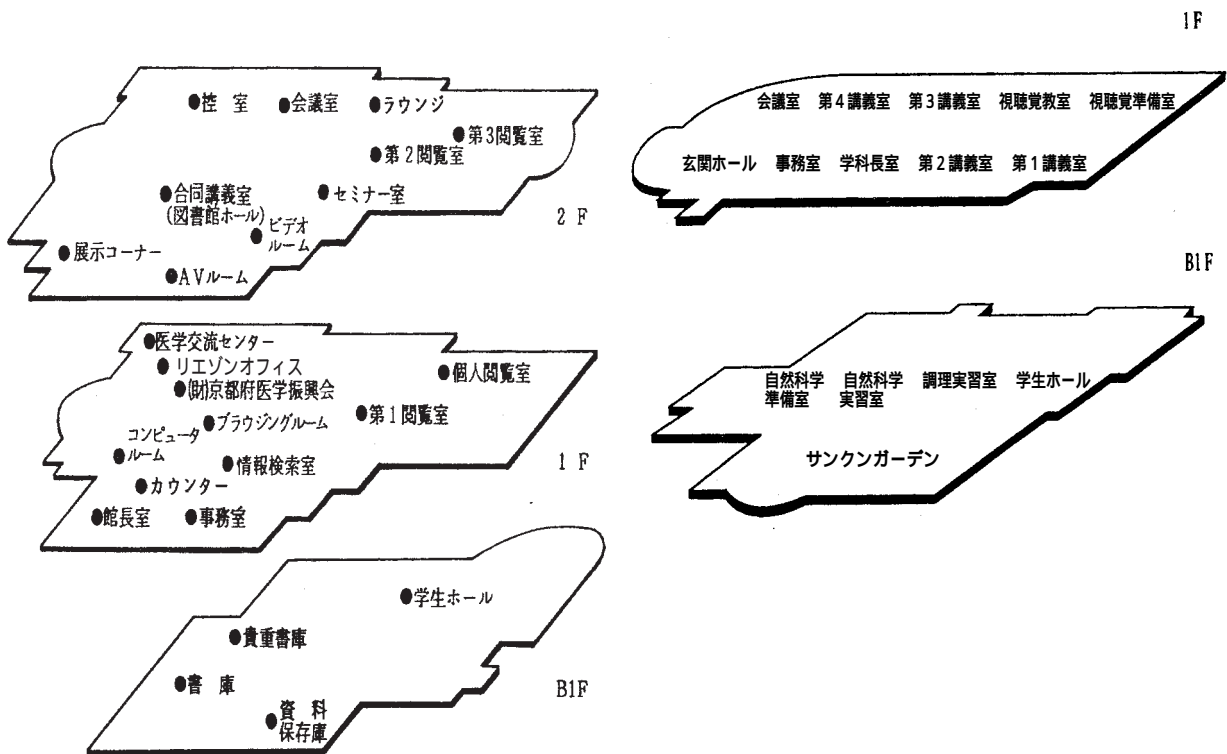 控 室
会議室
ラウンジ
第3閲覧室
第2閲覧室
合同講義室
(図書館ホール)
セミナー室
ビデオ
ルーム
展示コーナー
AVルーム
2 F
医学交流センター
リエゾンオフィス
(財)京都府医学振興会
個人閲覧室
第1閲覧室
ブラウジングルーム
コンピュータ
ルーム
情報検索室
カウンター
館長室
事務室
1 F
学生ホール
貴重書庫
書 庫
資 料
保存庫
B1F
1F
会議室 第4講義室 第3講義室 視聴覚教室 視聴覚準備室
玄関ホール 事務室 学科長室 第2講義室 第1講義室
B1F
自然科学
準備室
自然科学
実習室
調理実習室
学生ホール
サンクンガーデン